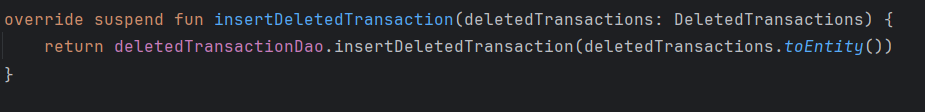 override suspend fun insertDeletedTransaction(deletedTransactions: DeletedTransactions) {
    return deletedTransactionDao.insertDeletedTransaction(deletedTransactions.toEntity())
}